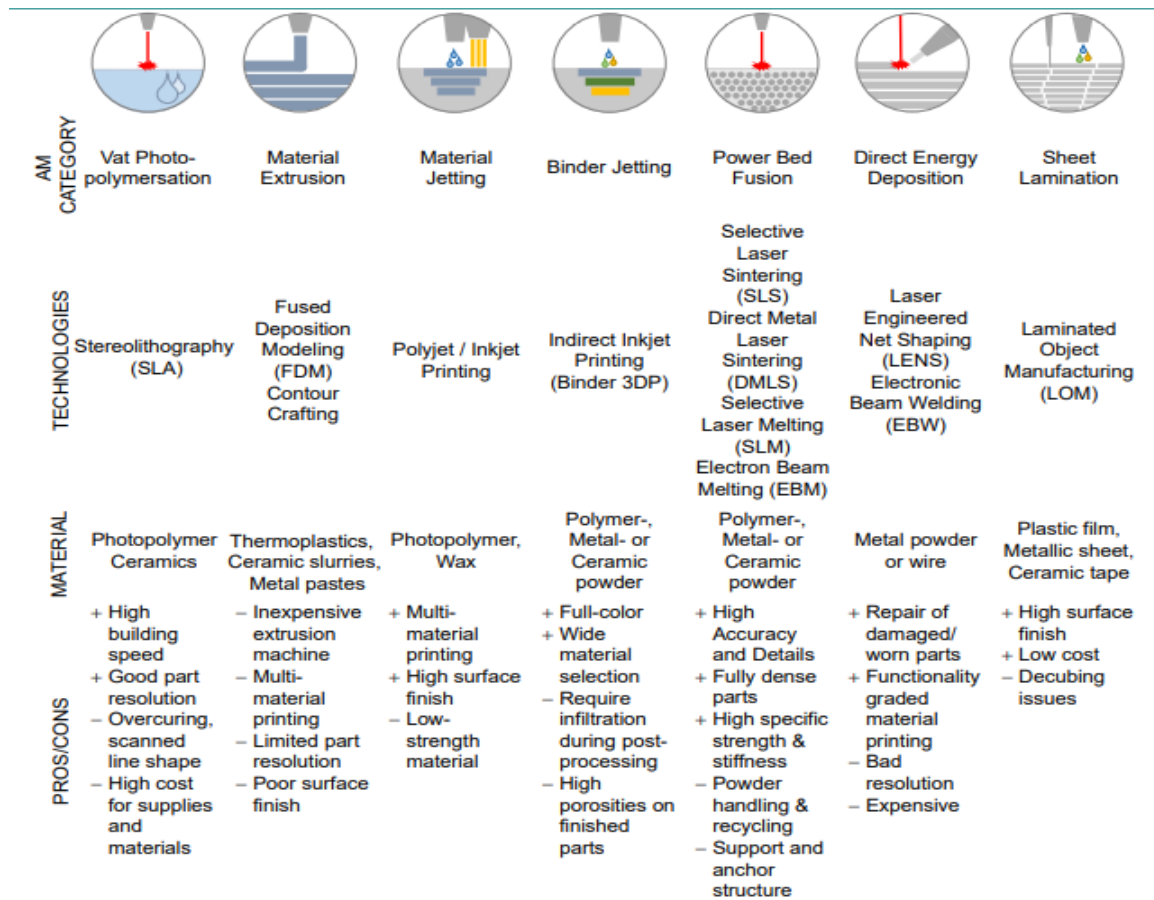 AM CATEGORY
Vat Photo-
polymersation
Material
Extrusion
Material
Jetting
Binder Jetting
Power Bed
Fusion
Direct Energy
Deposition
Sheet
Lamination
TECHNOLOGIES
Stereolithography
(SLA)
Fused
Deposition
Modeling
(FDM)
Contour
Crafting
Polyjet / Inkjet
Printing
Indirect Inkjet
Printing
(Binder 3DP)
Selective
Laser
Sintering
(SLS)
Direct Metal
Laser
Sintering
(DMLS)
Selective
Laser Melting
(SLM)
Electron Beam
Melting (EBM)
Laser
Engineered
Net Shaping
(LENS)
Electronic
Beam Welding
(EBW)
Laminated
Object
Manufacturing
(LOM)
MATERIAL
Photopolymer
Ceramics
Thermoplastics,
Ceramic slurries,
Metal pastes
Photopolymer,
Wax
Polymer-,
Metal- or
Ceramic
powder
Polymer-,
Metal- or
Ceramic
powder
Metal powder
or wire
Plastic film,
Metallic sheet,
Ceramic tape
PROS/CONS
+ High
building
speed
+ Good part
resolution
– Overcuring,
scanned
line shape
– High cost
for supplies
and
materials
– Inexpensive
extrusion
machine
– Multi-
material
printing
– Limited part
resolution
– Poor surface
finish
+ Multi-
material
printing
+ High surface
finish
– Low-
strength
material
+ Full-color
+ Wide
material
selection
– Require
infiltration
during post-
processing
– High
porosities on
finished
parts
+ High
Accuracy
and Details
+ Fully dense
parts
+ High specific
strength &
stiffness
– Powder
handling &
recycling
– Support and
anchor
structure
+ Repair of
damaged/
worn parts
+ Functionality
graded
material
printing
– Bad
resolution
– Expensive
+ High surface
finish
+ Low cost
– Decubing
issues